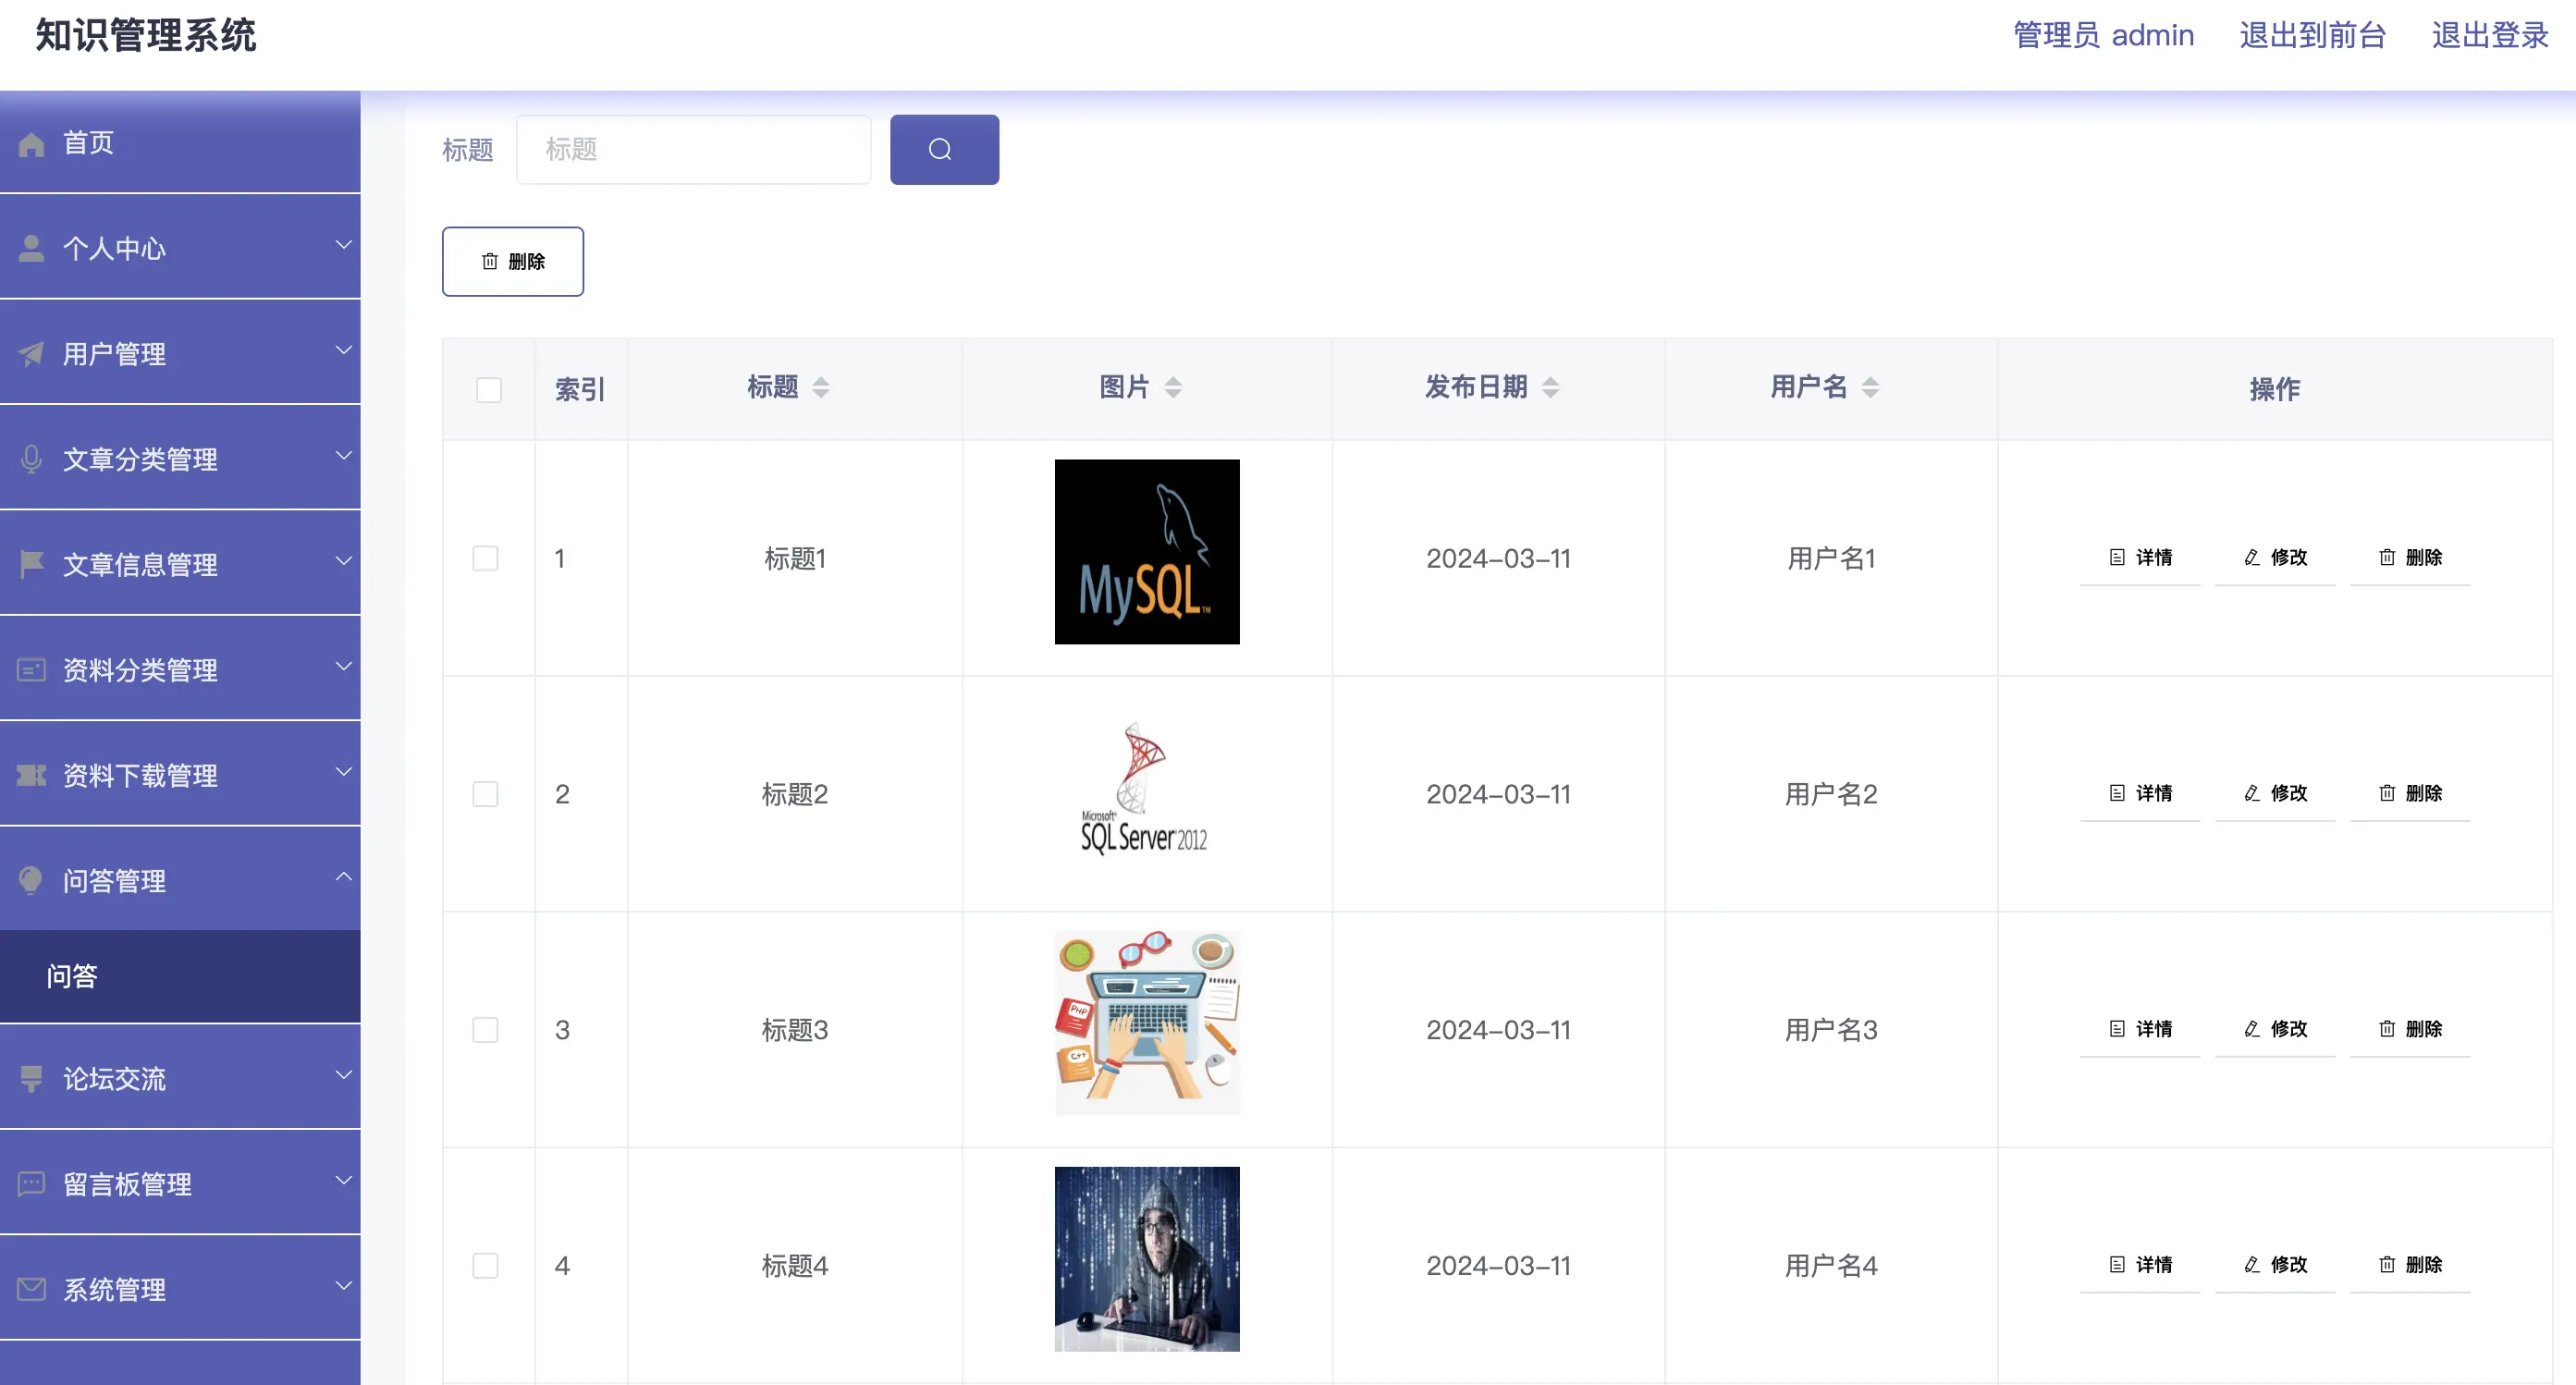 知识管理系统
管理员 admin 退出到前台 退出登录
首页
个人中心
用户管理
文章分类管理
文章信息管理
资料分类管理
资料下载管理
问答管理
问答
论坛交流
留言板管理
系统管理
标题 标题
删除
索引 标题 图片 发布日期 用户名 操作
1 标题1 2024-03-11 用户名1 详情 修改 删除
MySQL™
2 标题2 2024-03-11 用户名2 详情 修改 删除
Microsoft®
SQL Server 2012
3 标题3 2024-03-11 用户名3 详情 修改 删除
PHP
C++
4 标题4 2024-03-11 用户名4 详情 修改 删除